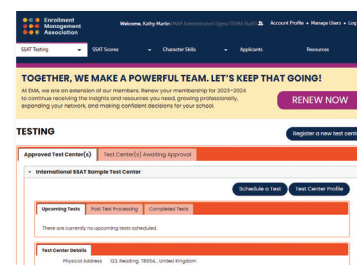 Enrollment
Management
Association
Welcome, Kathy Martin
Account Profile • Manage Users • Log
SSAT Testing
SSAT Scores
Character Skills
Applicants
Resources
TOGETHER, WE MAKE A POWERFUL TEAM. LET'S KEEP THAT GOING!
At EMA, we are an extension of our members. Renew your membership for 2023–2024
to continue receiving the insights and resources you need, growing professionally,
expanding your network, and making confident decisions for your school.
RENEW NOW
TESTING
Register a new test cente
Approved Test Center(s)
Test Center(s) Awaiting Approval
International SSAT Sample Test Center
Schedule a Test
Test Center Profile
Upcoming Tests
Post Test Processing
Completed Tests
There are currently no upcoming tests scheduled.
Test Center Details
Physical Address
123, Reading, 78654, , United Kingdom